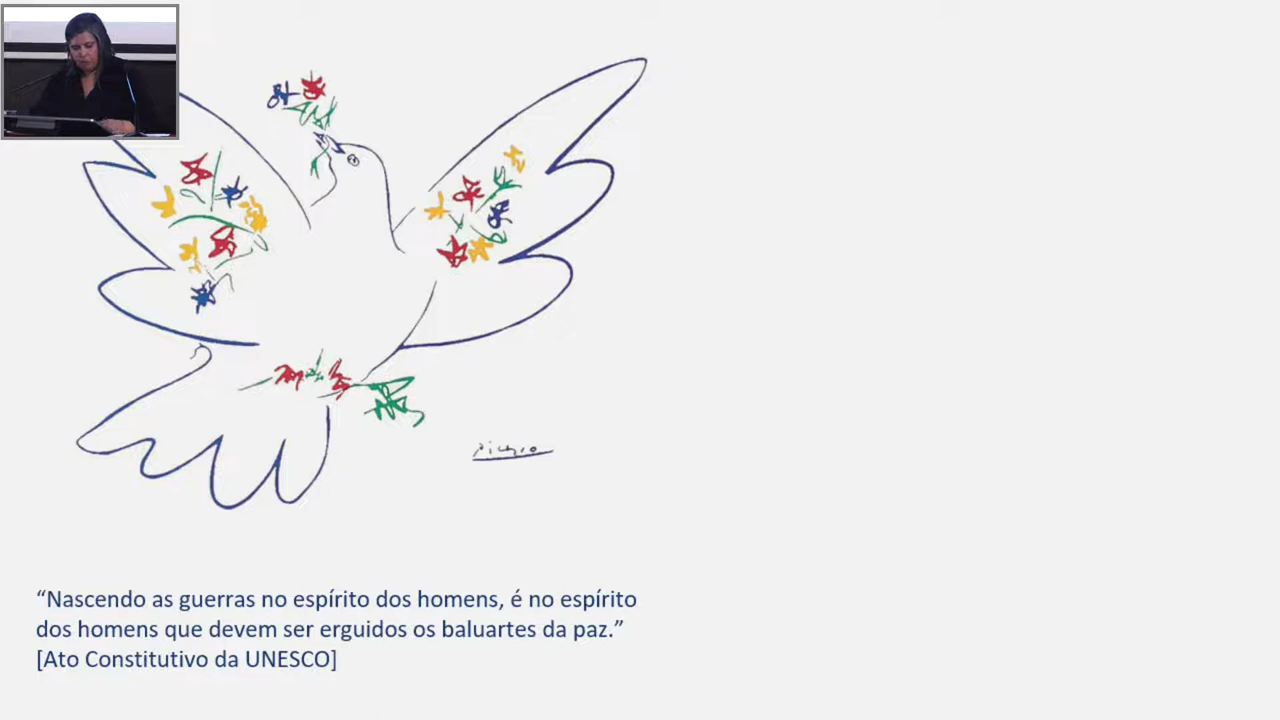 Picasso
“Nascendo as guerras no espírito dos homens, é no espírito
dos homens que devem ser erguidos os baluartes da paz.”
[Ato Constitutivo da UNESCO]